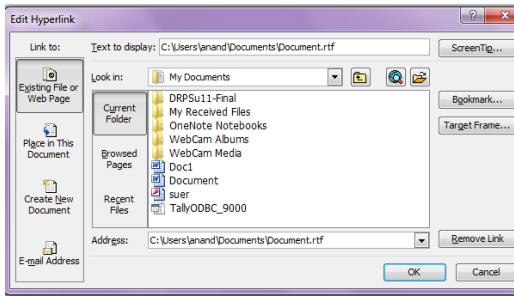 Edit Hyperlink
?
Link to:
Text to display: C:\Users\anand\Documents\Document.rtf
ScreenTip...
Existing File or
Web Page
Look in:
My Documents
Current
Folder
DRPSu11-Final
My Received Files
OneNote Notebooks
WebCam Albums
WebCam Media
Doc1
Document
suer
TallyODBC_9000
Bookmark...
Target Frame...
Place in This
Document
Browsed
Pages
Create New
Document
Recent
Files
E-mail Address
Address: C:\Users\anand\Documents\Document.rtf
Remove Link
OK
Cancel